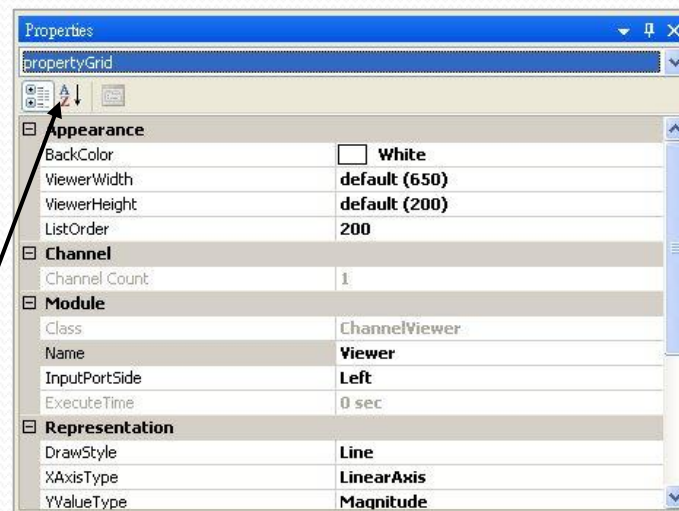 Properties
propertyGrid
A
Z
Appearance
BackColor White
ViewerWidth default (650)
ViewerHeight default (200)
ListOrder 200
Channel
Channel Count 1
Module
Class ChannelViewer
Name Viewer
InputPortSide Left
ExecuteTime 0 sec
Representation
DrawStyle Line
XAxisType LinearAxis
YValueType Magnitude